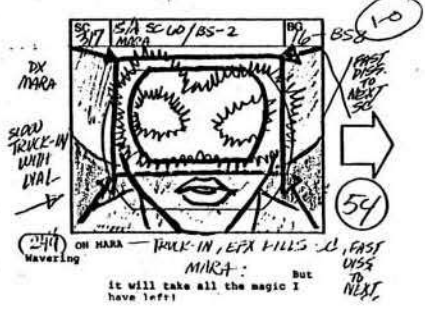 1-0
SC 317
S/A SC 60/BS-2
MARA
BG
16-BS8
DX
MARA
FAST
DISS
TO
NEXT
SC
SLOW
TRUCK-IN
WITH
54
247
ON MARA — TRUCK-IN, EFX FILLS SC, FAST
DISS
TO
NEXT
Wavering
MARA:
But
it will take all the magic I
have left!